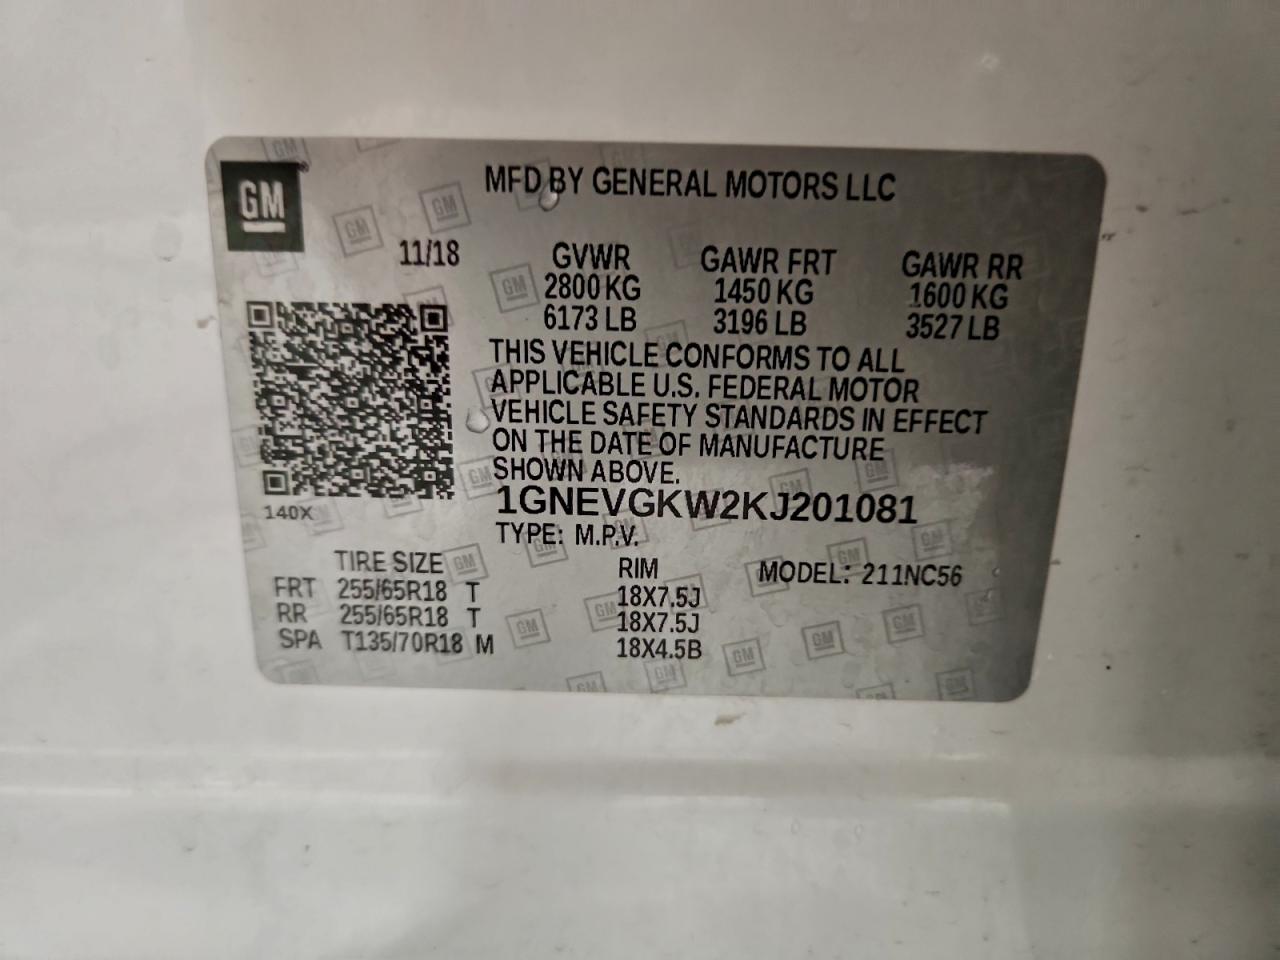 GM
MFD BY GENERAL MOTORS LLC
11/18
GVWR GAWR FRT GAWR RR
2800 KG 1450 KG 1600 KG
6173 LB 3196 LB 3527 LB
THIS VEHICLE CONFORMS TO ALL
APPLICABLE U.S. FEDERAL MOTOR
VEHICLE SAFETY STANDARDS IN EFFECT
ON THE DATE OF MANUFACTURE
SHOWN ABOVE.
140X
1GNEVGKW2KJ201081
TYPE: M.P.V.
TIRE SIZE RIM MODEL: 211NC56
FRT 255/65R18 T 18X7.5J
RR 255/65R18 T 18X7.5J
SPA T135/70R18 M 18X4.5B